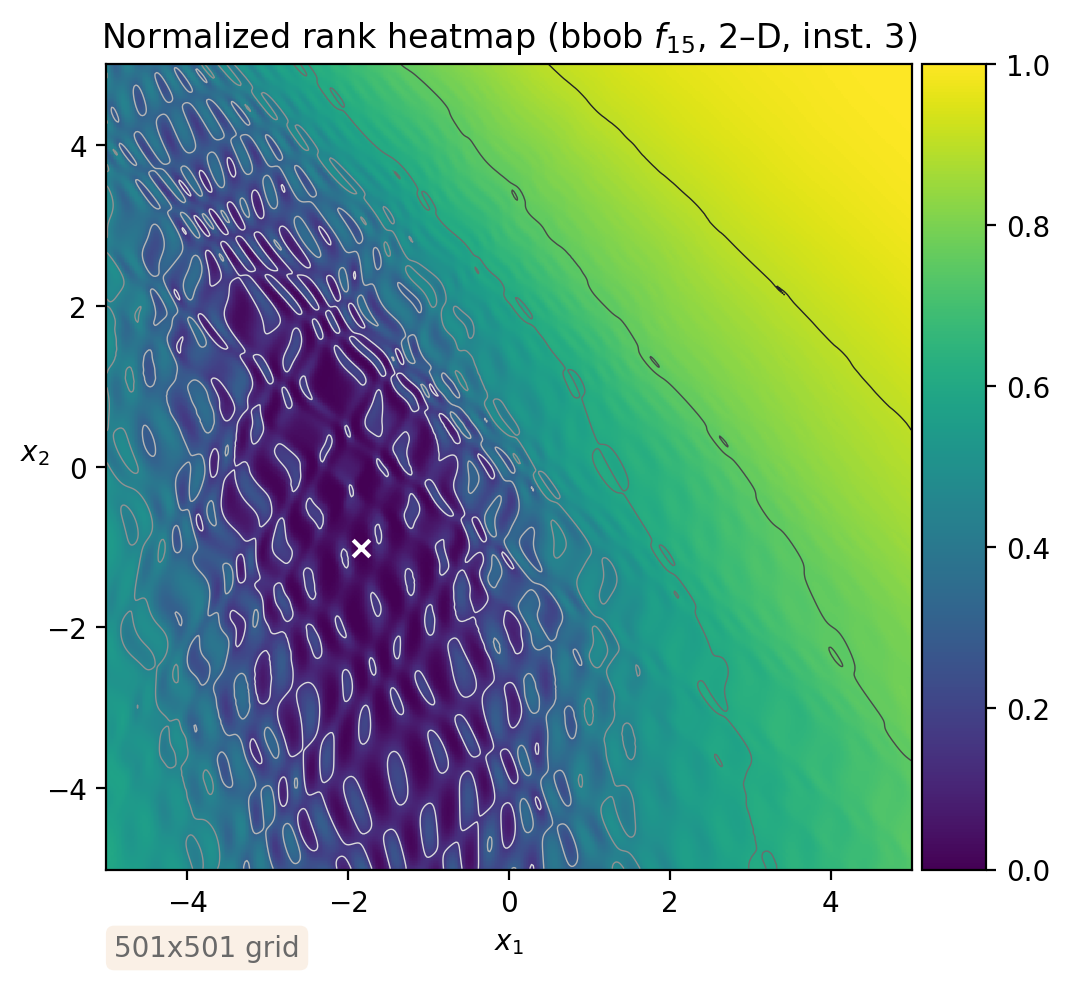 Normalized rank heatmap (bbob f₁₅, 2–D, inst. 3)
1.0
0.8
0.6
0.4
0.2
0.0
4
2
0
−2
−4
x₂
−4 −2 0 2 4
x₁
501x501 grid